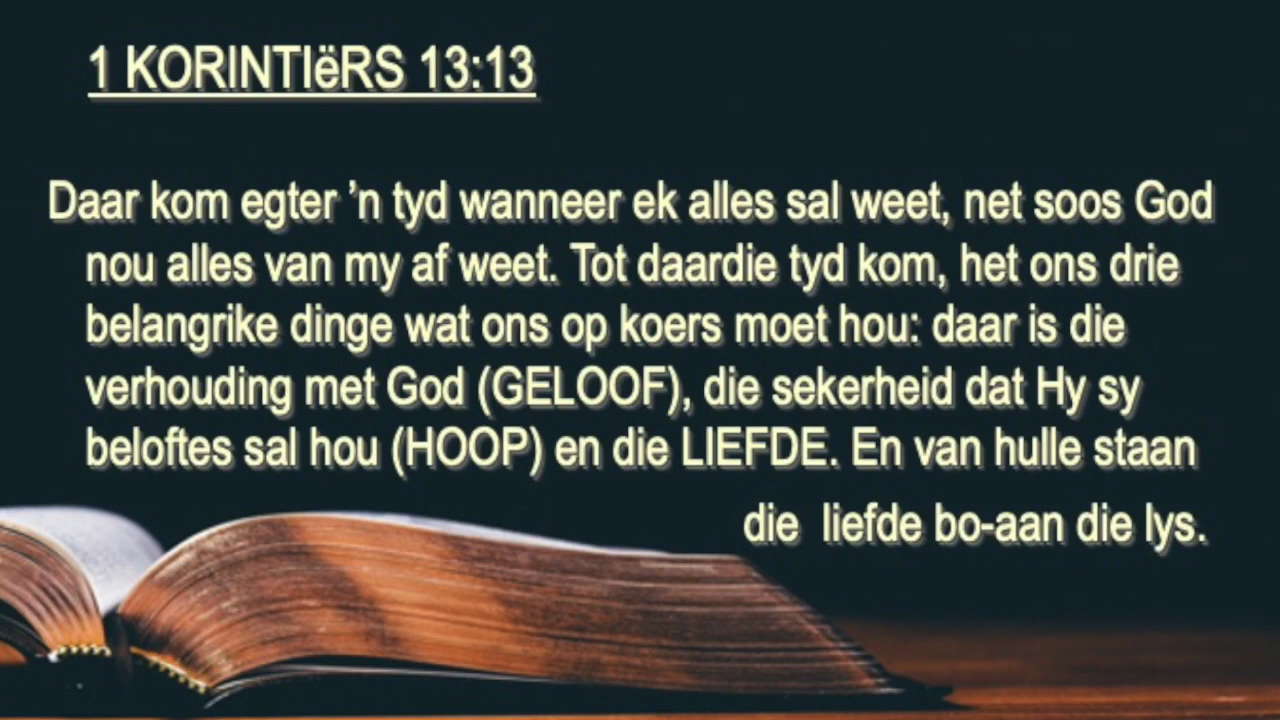 1 KORINTIëRS 13:13
Daar kom egter ’n tyd wanneer ek alles sal weet, net soos God
nou alles van my af weet. Tot daardie tyd kom, het ons drie
belangrike dinge wat ons op koers moet hou: daar is die
verhouding met God (GELOOF), die sekerheid dat Hy sy
beloftes sal hou (HOOP) en die LIEFDE. En van hulle staan
die  liefde bo-aan die lys.